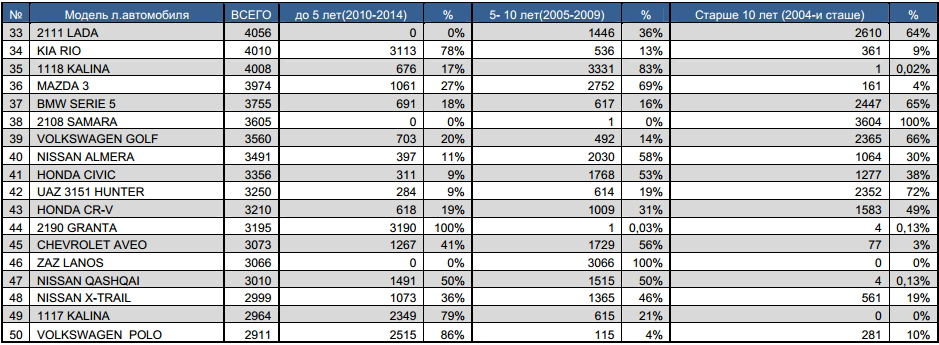 № Модель л.автомобиля ВСЕГО до 5 лет(2010-2014) % 5- 10 лет(2005-2009) % Старше 10 лет (2004-и сташе) %
33 2111 LADA 4056 0 0% 1446 36% 2610 64%
34 KIA RIO 4010 3113 78% 536 13% 361 9%
35 1118 KALINA 4008 676 17% 3331 83% 1 0,02%
36 MAZDA 3 3974 1061 27% 2752 69% 161 4%
37 BMW SERIE 5 3755 691 18% 617 16% 2447 65%
38 2108 SAMARA 3605 0 0% 1 0% 3604 100%
39 VOLKSWAGEN GOLF 3560 703 20% 492 14% 2365 66%
40 NISSAN ALMERA 3491 397 11% 2030 58% 1064 30%
41 HONDA CIVIC 3356 311 9% 1768 53% 1277 38%
42 UAZ 3151 HUNTER 3250 284 9% 614 19% 2352 72%
43 HONDA CR-V 3210 618 19% 1009 31% 1583 49%
44 2190 GRANTA 3195 3190 100% 1 0,03% 4 0,13%
45 CHEVROLET AVEO 3073 1267 41% 1729 56% 77 3%
46 ZAZ LANOS 3066 0 0% 3066 100% 0 0%
47 NISSAN QASHQAI 3010 1491 50% 1515 50% 4 0,13%
48 NISSAN X-TRAIL 2999 1073 36% 1365 46% 561 19%
49 1117 KALINA 2964 2349 79% 615 21% 0 0%
50 VOLKSWAGEN POLO 2911 2515 86% 115 4% 281 10%